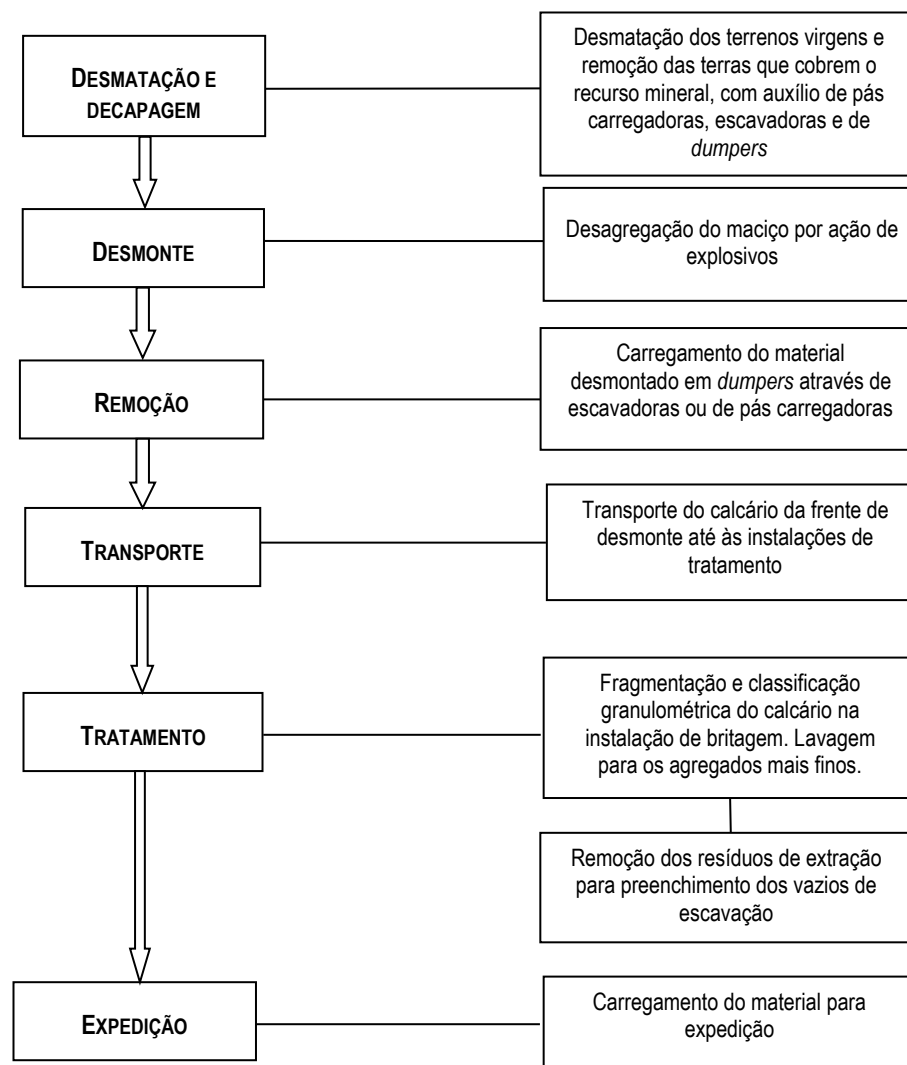 DESMATAÇÃO E
DECAPAGEM
Desmatação dos terrenos virgens e
remoção das terras que cobrem o
recurso mineral, com auxílio de pás
carregadoras, escavadoras e de
dumpers
DESMONTE
Desagregação do maciço por ação de
explosivos
REMOÇÃO
Carregamento do material
desmontado em dumpers através de
escavadoras ou de pás carregadoras
TRANSPORTE
Transporte do calcário da frente de
desmonte até às instalações de
tratamento
TRATAMENTO
Fragmentação e classificação
granulométrica do calcário na
instalação de britagem. Lavagem
para os agregados mais finos.
Remoção dos resíduos de extração
para preenchimento dos vazios de
escavação
EXPEDIÇÃO
Carregamento do material para
expedição